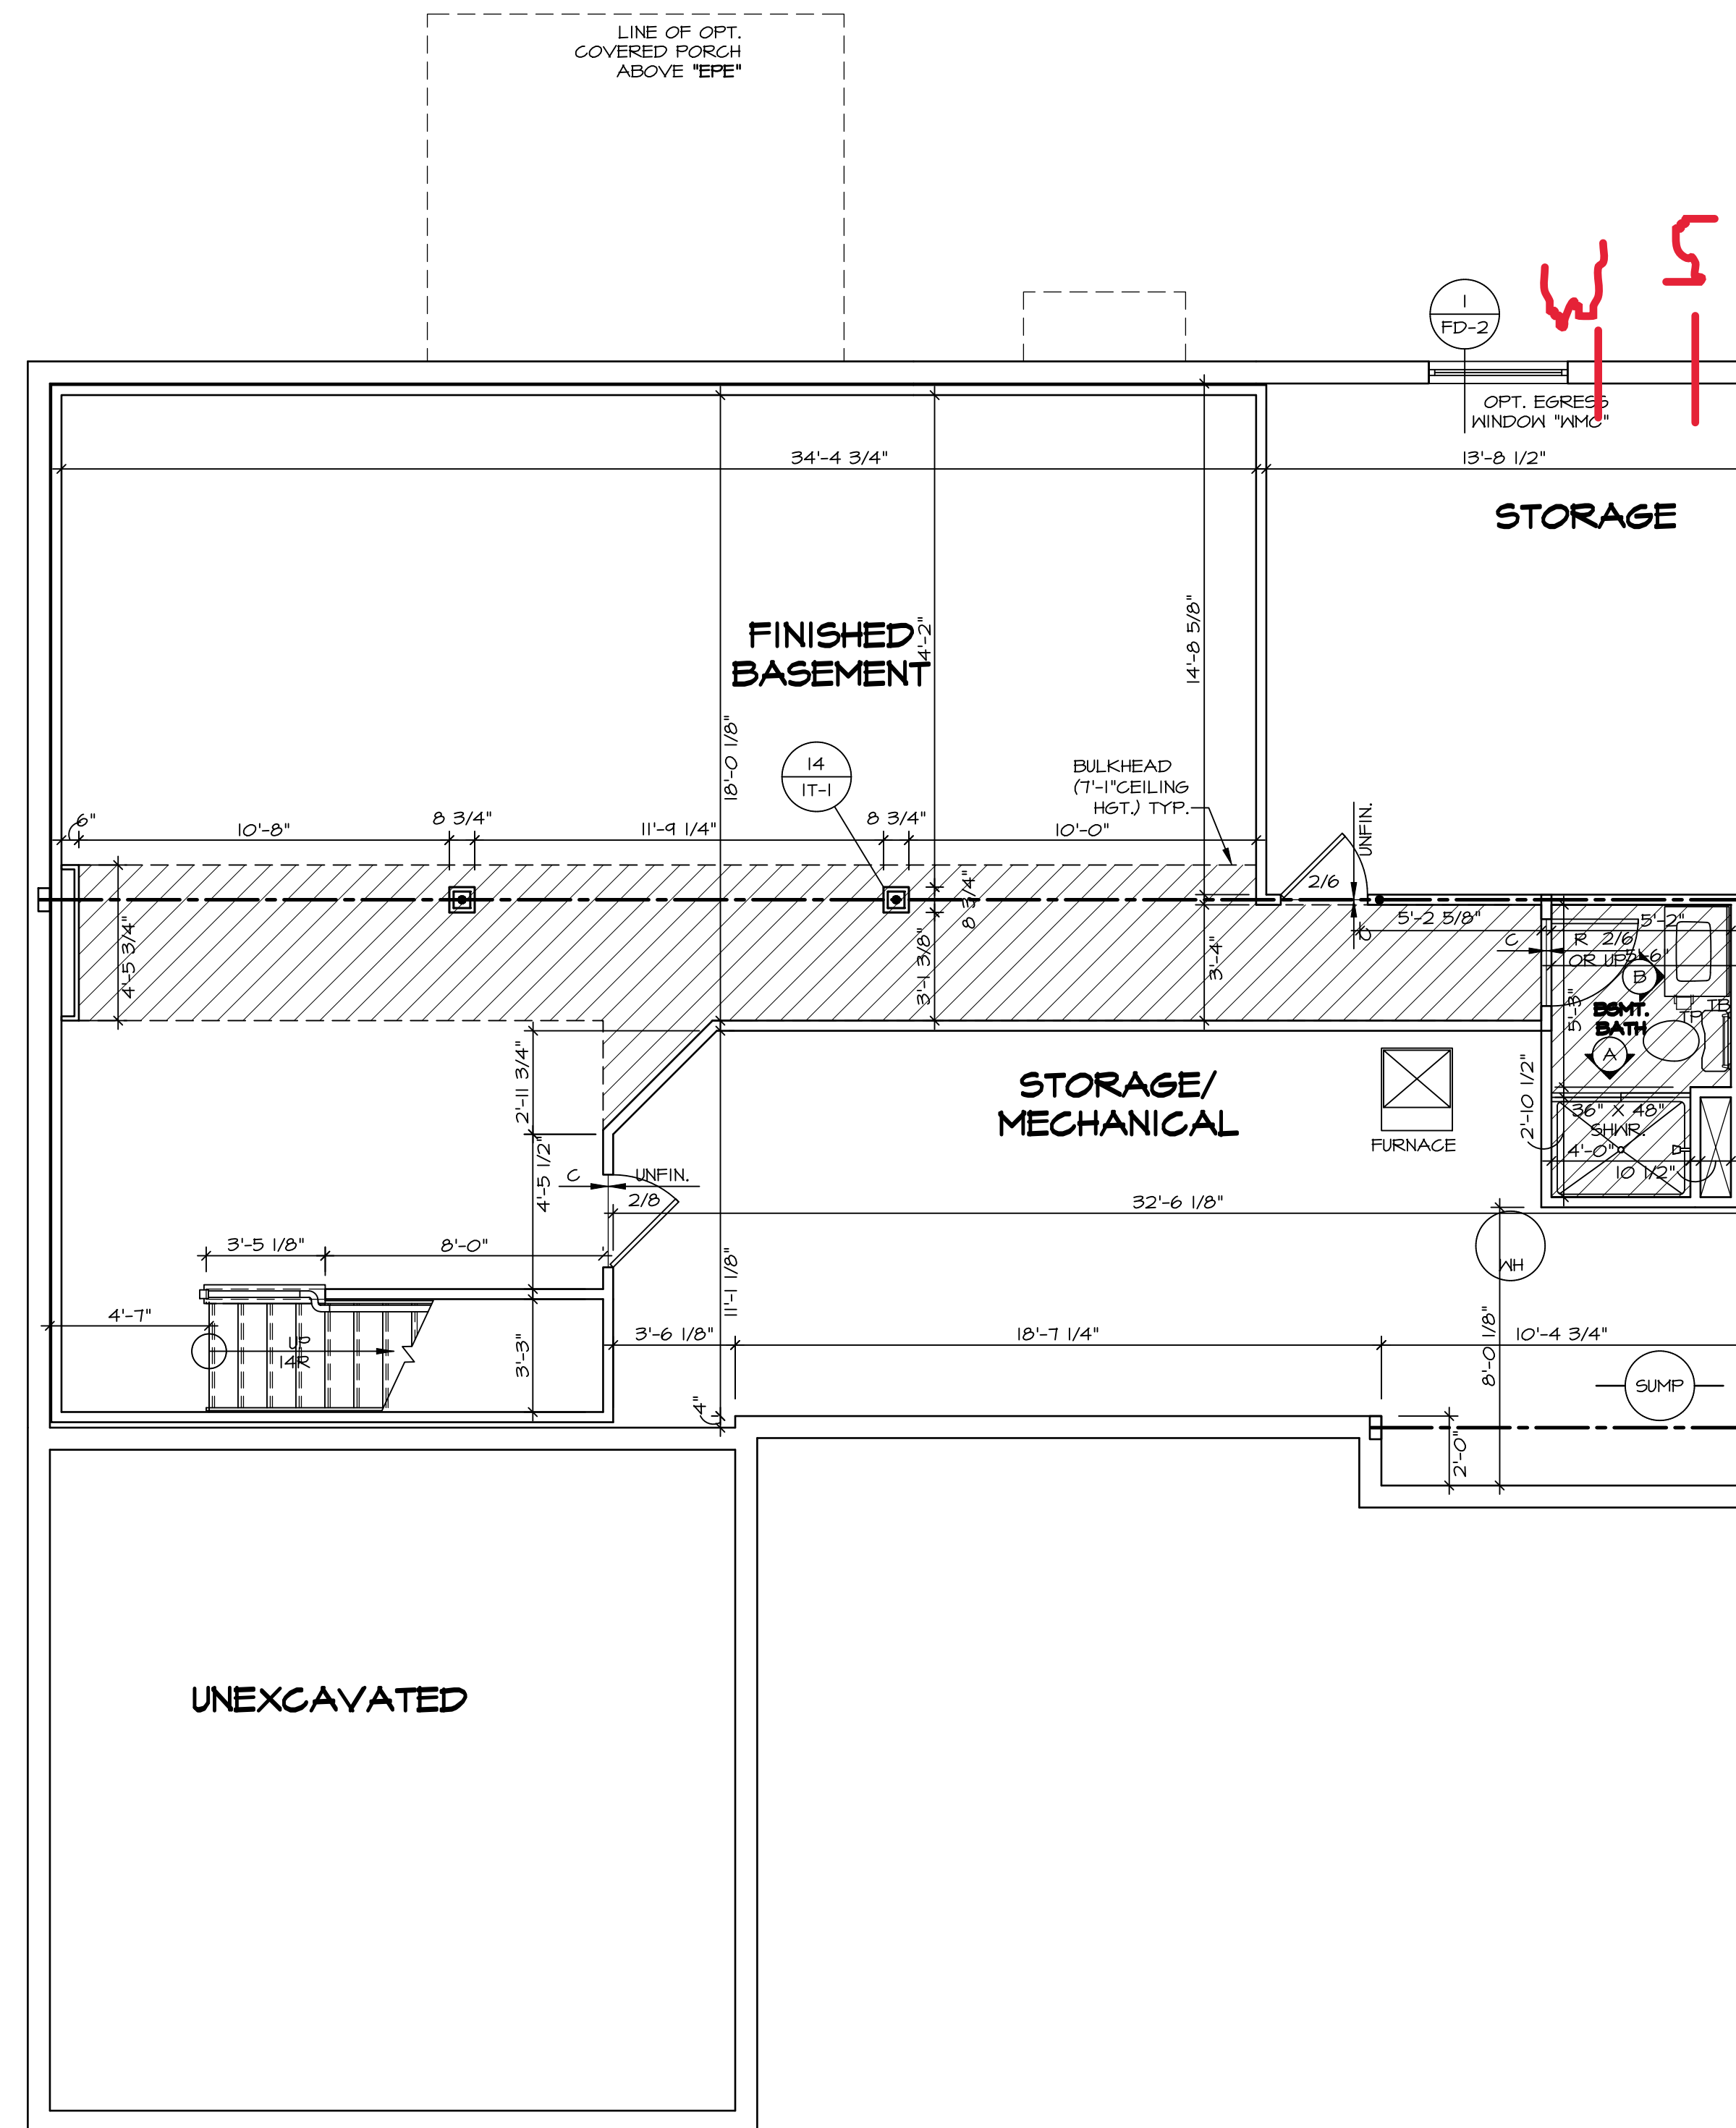 LINE OF OPT.
COVERED PORCH
ABOVE "EPE"
1
FD-2
OPT. EGRESS
WINDOW "WMO"
34'-4 3/4"
13'-8 1/2"
STORAGE
FINISHED
BASEMENT
14'-2"
14'-8 5/8"
18'-0 1/8"
14
1T-1
BULKHEAD
(7'-1"CEILING
HGT.) TYP.
6"
10'-8"
8 3/4"
11'-9 1/4"
8 3/4"
10'-0"
UNFIN.
2/6
C
8 3/4"
4'-5 3/4"
3'-1 3/8"
3'-4"
5'-2 5/8"
5'-2"
C
R 2/6
OR UP
5'-6"
B
5'-3"
BSMT.
BATH
TP
TB
A
2'-11 3/4"
STORAGE/
MECHANICAL
FURNACE
2'-10 1/2"
36" X 48"
SHWR.
4'-0"
10 1/2"
4'-5 1/2"
C
UNFIN.
2/8
32'-6 1/8"
WH
3'-5 1/8"
8'-0"
4'-7"
UP
14R
3'-3"
11'-1 1/8"
3'-6 1/8"
18'-7 1/4"
10'-4 3/4"
8'-0 1/8"
SUMP
4"
2'-0"
UNEXCAVATED